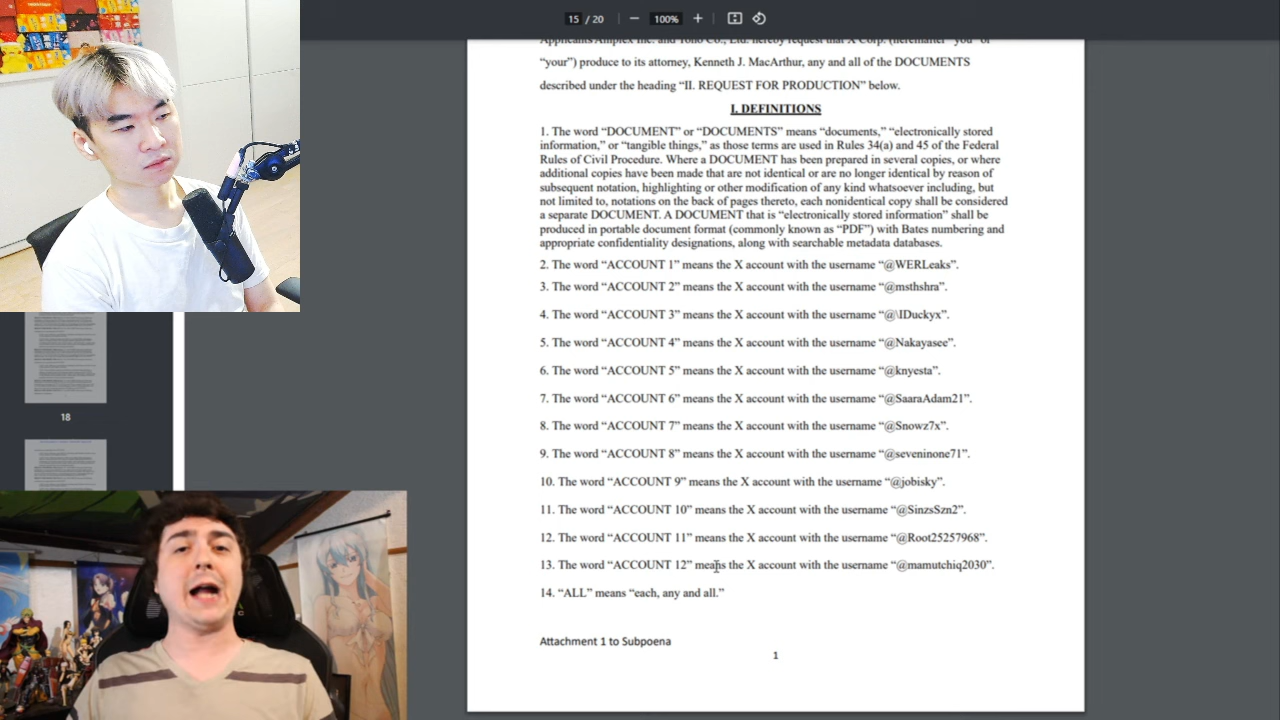 15 / 20
100%
Applicants Aniplex Inc. and Toho Co., Ltd. hereby request that X Corp. (hereafter “you” or
“your”) produce to its attorney, Kenneth J. MacArthur, any and all of the DOCUMENTS
described under the heading “II. REQUEST FOR PRODUCTION” below.
I. DEFINITIONS
1. The word “DOCUMENT” or “DOCUMENTS” means “documents,” “electronically stored
information,” or “tangible things,” as those terms are used in Rules 34(a) and 45 of the Federal
Rules of Civil Procedure. Where a DOCUMENT has been prepared in several copies, or where
additional copies have been made that are not identical or are no longer identical by reason of
subsequent notation, highlighting or other modification of any kind whatsoever including, but
not limited to, notations on the back of pages thereto, each nonidentical copy shall be considered
a separate DOCUMENT. A DOCUMENT that is “electronically stored information” shall be
produced in portable document format (commonly known as “PDF”) with Bates numbering and
appropriate confidentiality designations, along with searchable metadata databases.
2. The word “ACCOUNT 1” means the X account with the username “@WERLeaks”.
3. The word “ACCOUNT 2” means the X account with the username “@msthshra”.
4. The word “ACCOUNT 3” means the X account with the username “@\IDuckyx”.
5. The word “ACCOUNT 4” means the X account with the username “@Nakayasee”.
6. The word “ACCOUNT 5” means the X account with the username “@knyesta”.
7. The word “ACCOUNT 6” means the X account with the username “@SaaraAdam21”.
8. The word “ACCOUNT 7” means the X account with the username “@Snowz7x”.
9. The word “ACCOUNT 8” means the X account with the username “@seveninone71”.
10. The word “ACCOUNT 9” means the X account with the username “@jobisky”.
11. The word “ACCOUNT 10” means the X account with the username “@SinzsSzn2”.
12. The word “ACCOUNT 11” means the X account with the username “@Root25257968”.
13. The word “ACCOUNT 12” means the X account with the username “@mamutchiq2030”.
14. “ALL” means “each, any and all.”
Attachment 1 to Subpoena
1
18